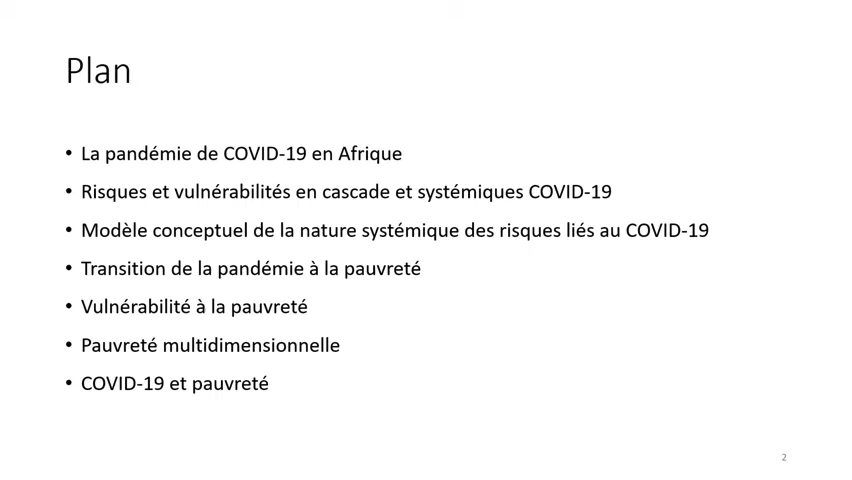 Plan
• La pandémie de COVID-19 en Afrique
• Risques et vulnérabilités en cascade et systémiques COVID-19
• Modèle conceptuel de la nature systémique des risques liés au COVID-19
• Transition de la pandémie à la pauvreté
• Vulnérabilité à la pauvreté
• Pauvreté multidimensionnelle
• COVID-19 et pauvreté
2